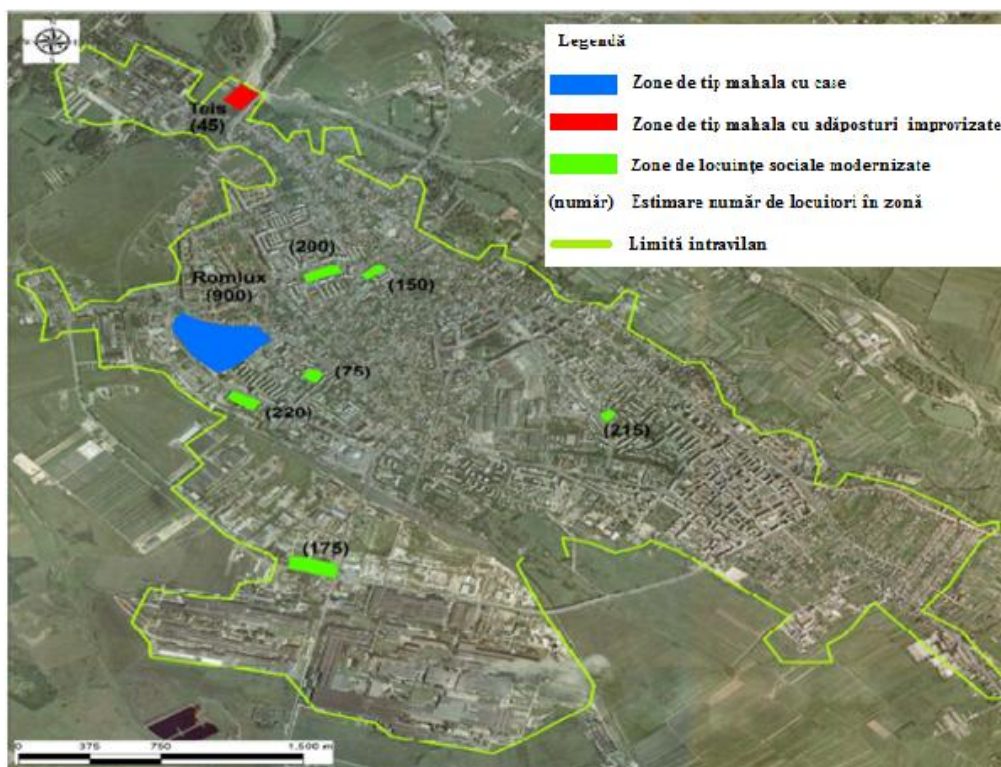 Legendă
Zone de tip mahala cu case
Zone de tip mahala cu adăposturi improvizate
Zone de locuințe sociale modernizate
(număr) Estimare număr de locuitori în zonă
Limită intravilan
Teis
(45)
(200)
(150)
Romlux
(900)
(75)
(220)
(215)
(175)
0 375 750 1,500 m